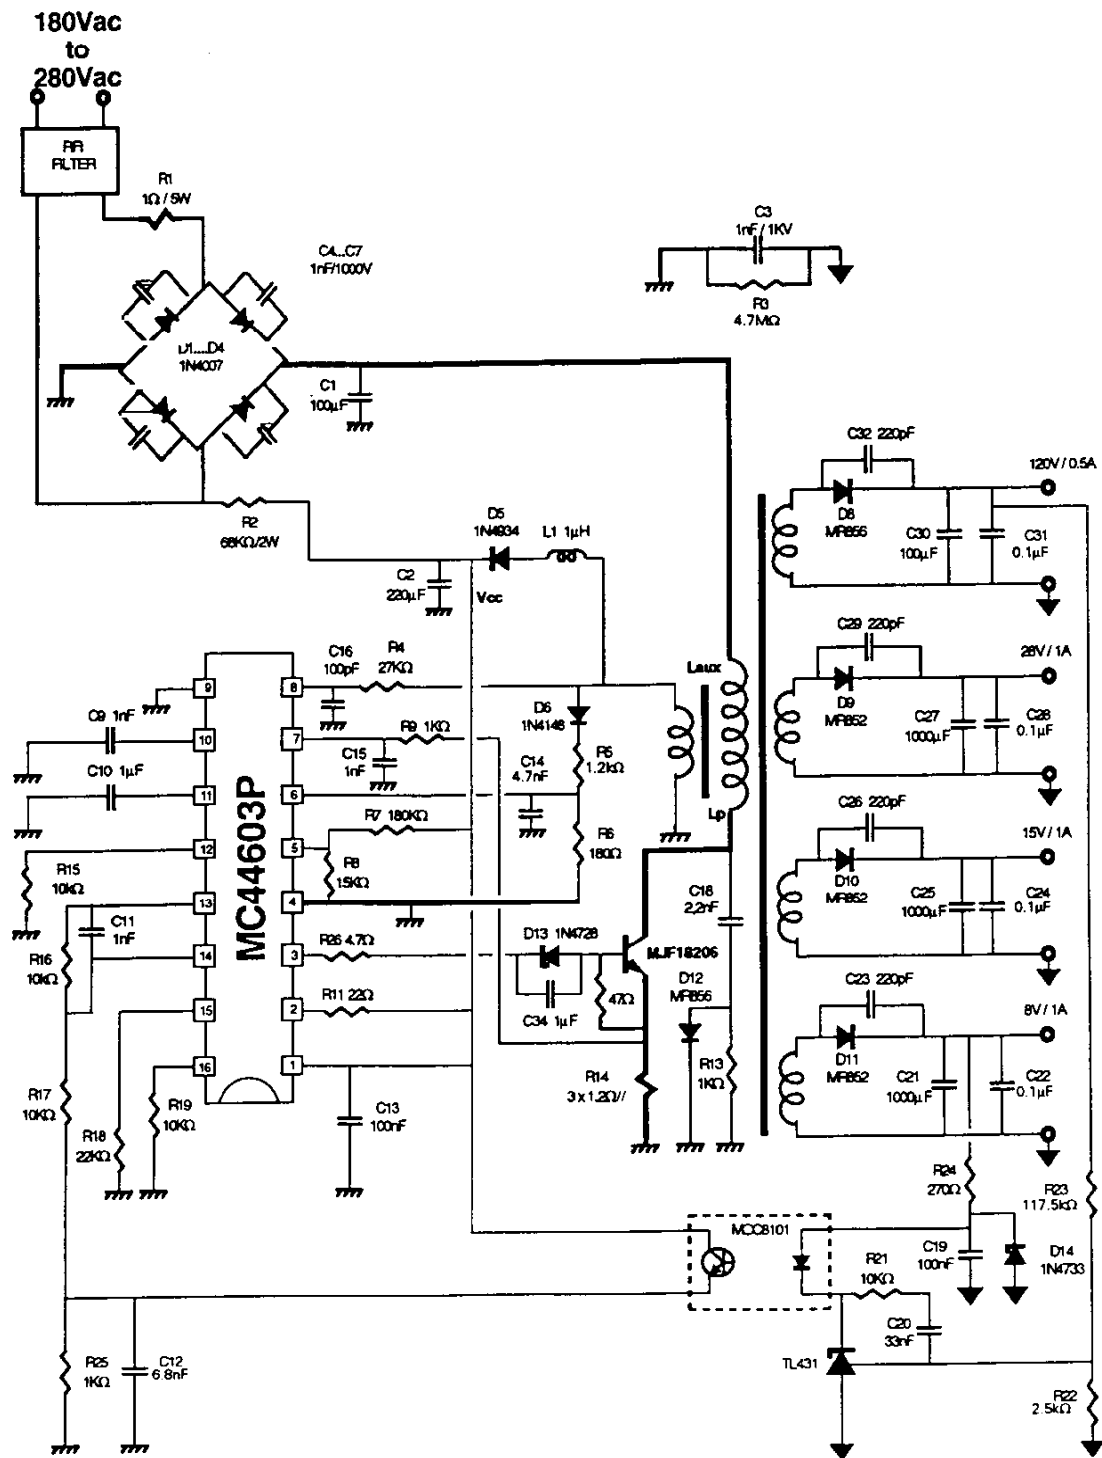 180Vac
to
280Vac
RFI
FILTER
R1
1Ω / 5W
C4...C7
1nF/1000V
C3
1nF / 1KV
R3
4.7MΩ
D1....D4
1N4007
C1
100µF
R2
68KΩ/2W
D5
1N4934
L1 1µH
C2
220µF
Vcc
C32 220pF
120V / 0.5A
D8
MR856
C30
100µF
C31
0.1µF
C29 220pF
28V / 1A
D9
MR852
C27
1000µF
C28
0.1µF
C26 220pF
15V / 1A
D10
MR852
C25
1000µF
C24
0.1µF
C23 220pF
8V / 1A
D11
MR852
C21
1000µF
C22
0.1µF
Laux
Lp
MC44603P
9
10
11
12
13
14
15
16
8
7
6
5
4
3
2
1
C16
100pF
R4
27KΩ
C9 1nF
R9 1KΩ
C10 1µF
C15
1nF
D6
1N4148
R5
1.2kΩ
C14
4.7nF
R7 180KΩ
R6
180Ω
R8
15KΩ
R15
10kΩ
C11
1nF
R16
10kΩ
R26 4.7Ω
D13 1N4728
C34 1µF
47Ω
MJF18206
C18
2,2nF
D12
MR856
R11 22Ω
R13
1KΩ
R14
3 x 1.2Ω//
R17
10KΩ
R18
22KΩ
R19
10KΩ
C13
100nF
R24
270Ω
R23
117.5kΩ
MOC8101
C19
100nF
D14
1N4733
R21
10KΩ
C20
33nF
TL431
R22
2.5kΩ
R25
1KΩ
C12
6.8nF